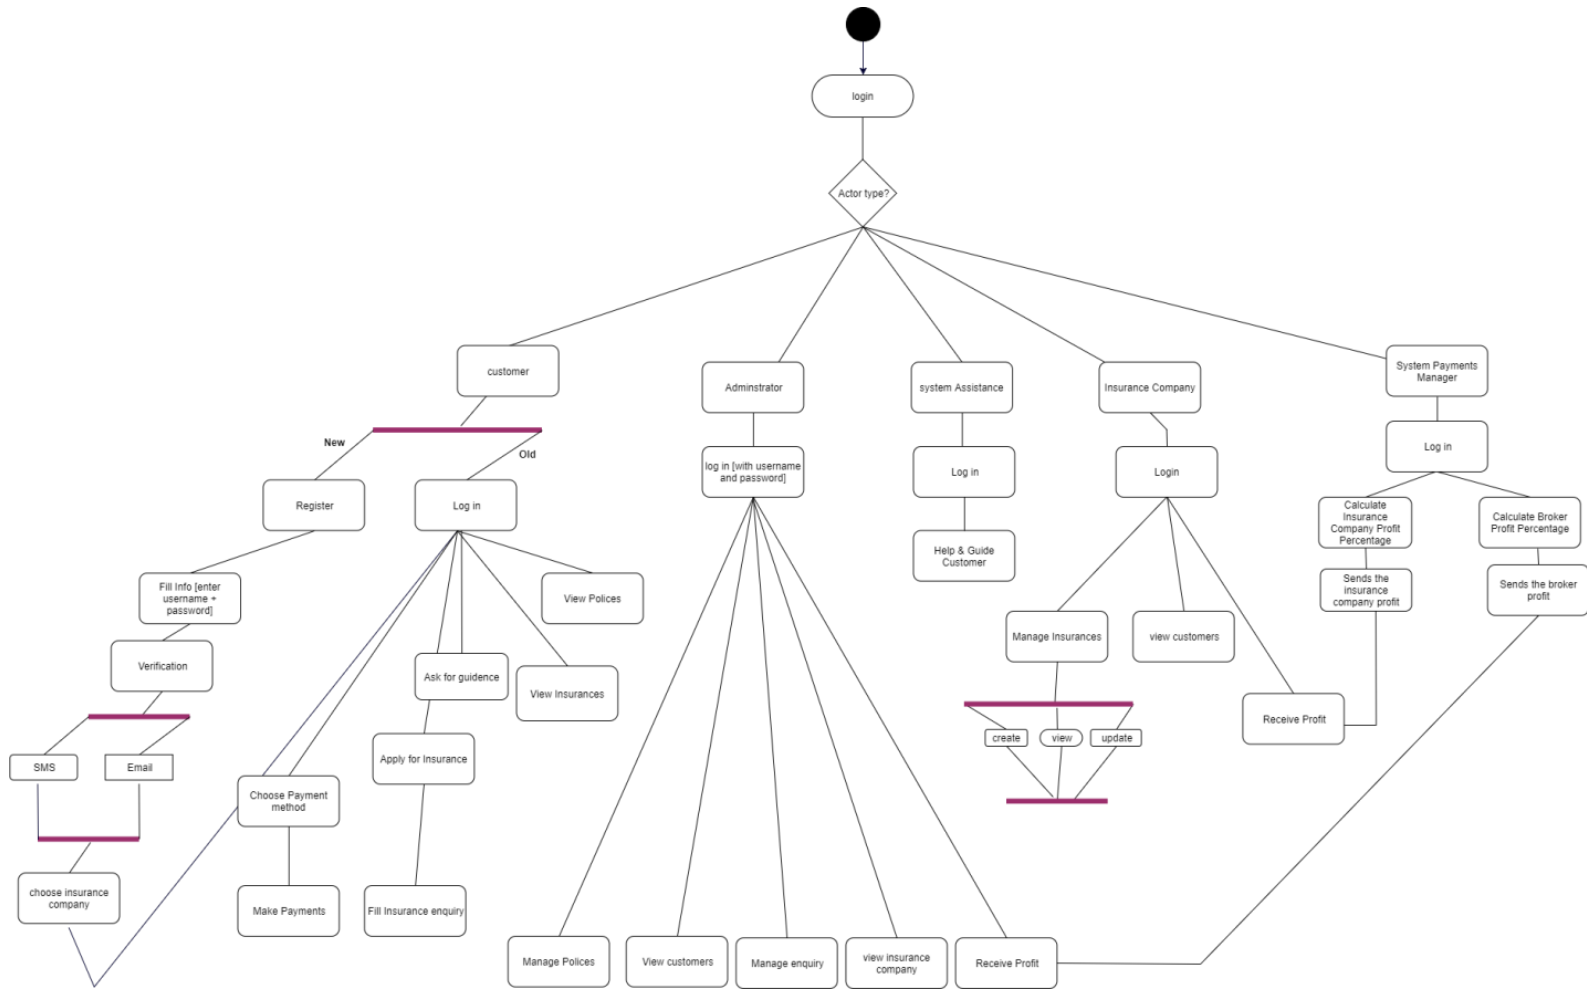 login
Actor type?
customer
Adminstrator
system Assistance
Insurance Company
System Payments
Manager
New
Old
Register
Log in
log in [with username
and password]
Log in
Login
Log in
Calculate
Insurance
Company Profit
Percentage
Calculate Broker
Profit Percentage
Help & Guide
Customer
Fill Info [enter
username +
password]
View Polices
Sends the
insurance
company profit
Sends the broker
profit
Verification
Ask for guidence
View Insurances
Manage Insurances
view customers
Receive Profit
create
view
update
SMS
Email
Apply for Insurance
Choose Payment
method
choose insurance
company
Make Payments
Fill Insurance enquiry
Manage Polices
View customers
Manage enquiry
view insurance
company
Receive Profit